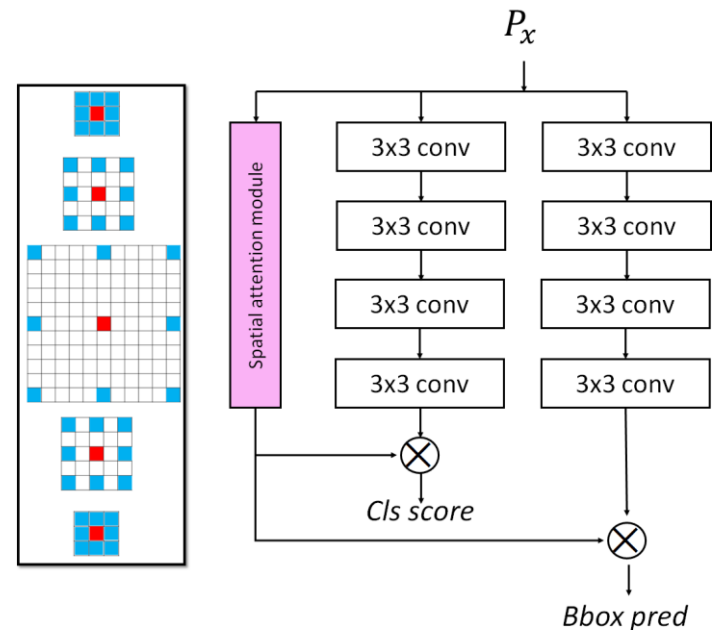 Pₓ
Spatial attention module
3x3 conv
3x3 conv
3x3 conv
3x3 conv
3x3 conv
3x3 conv
3x3 conv
3x3 conv
Cls score
Bbox pred